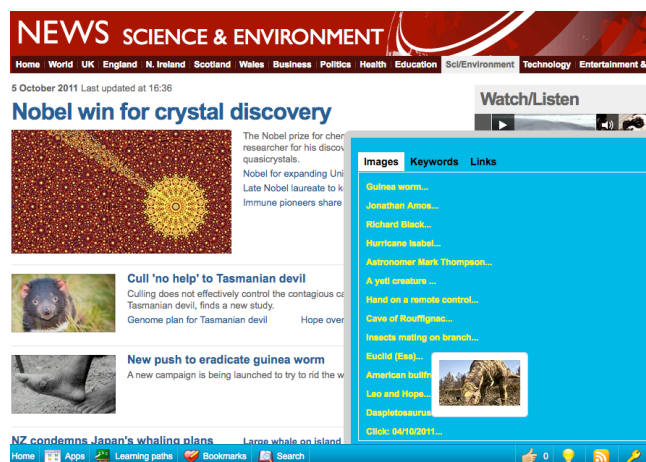 NEWS SCIENCE & ENVIRONMENT
Home World UK England N. Ireland Scotland Wales Business Politics Health Education Sci/Environment Technology Entertainment &
5 October 2011 Last updated at 16:36
Nobel win for crystal discovery
The Nobel prize for
researcher for his
quasicrystals.
Nobel for expanding
Late Nobel laureate to
Immune pioneers share
Cull 'no help' to Tasmanian devil
Culling does not effectively control the contagious
Tasmanian devil, finds a new study.
Genome plan for Tasmanian devil Hope over
New push to eradicate guinea worm
A new campaign is being launched to try to rid the
NZ condemns Japan's whaling plans Large whale on island
Watch/Listen
Images Keywords Links
Guinea worm...
Jonathan Amos...
Richard Black...
Hurricane Isabel...
Astronomer Mark Thompson...
A yeti creature ...
Hand on a remote control...
Cave of Rouffignac...
Insects mating on branch...
Euclid (Esa)...
American
Leo and Hope...
Daspletosaurus
Click: 04/10/2011...
Home Apps Learning paths Bookmarks Search 0